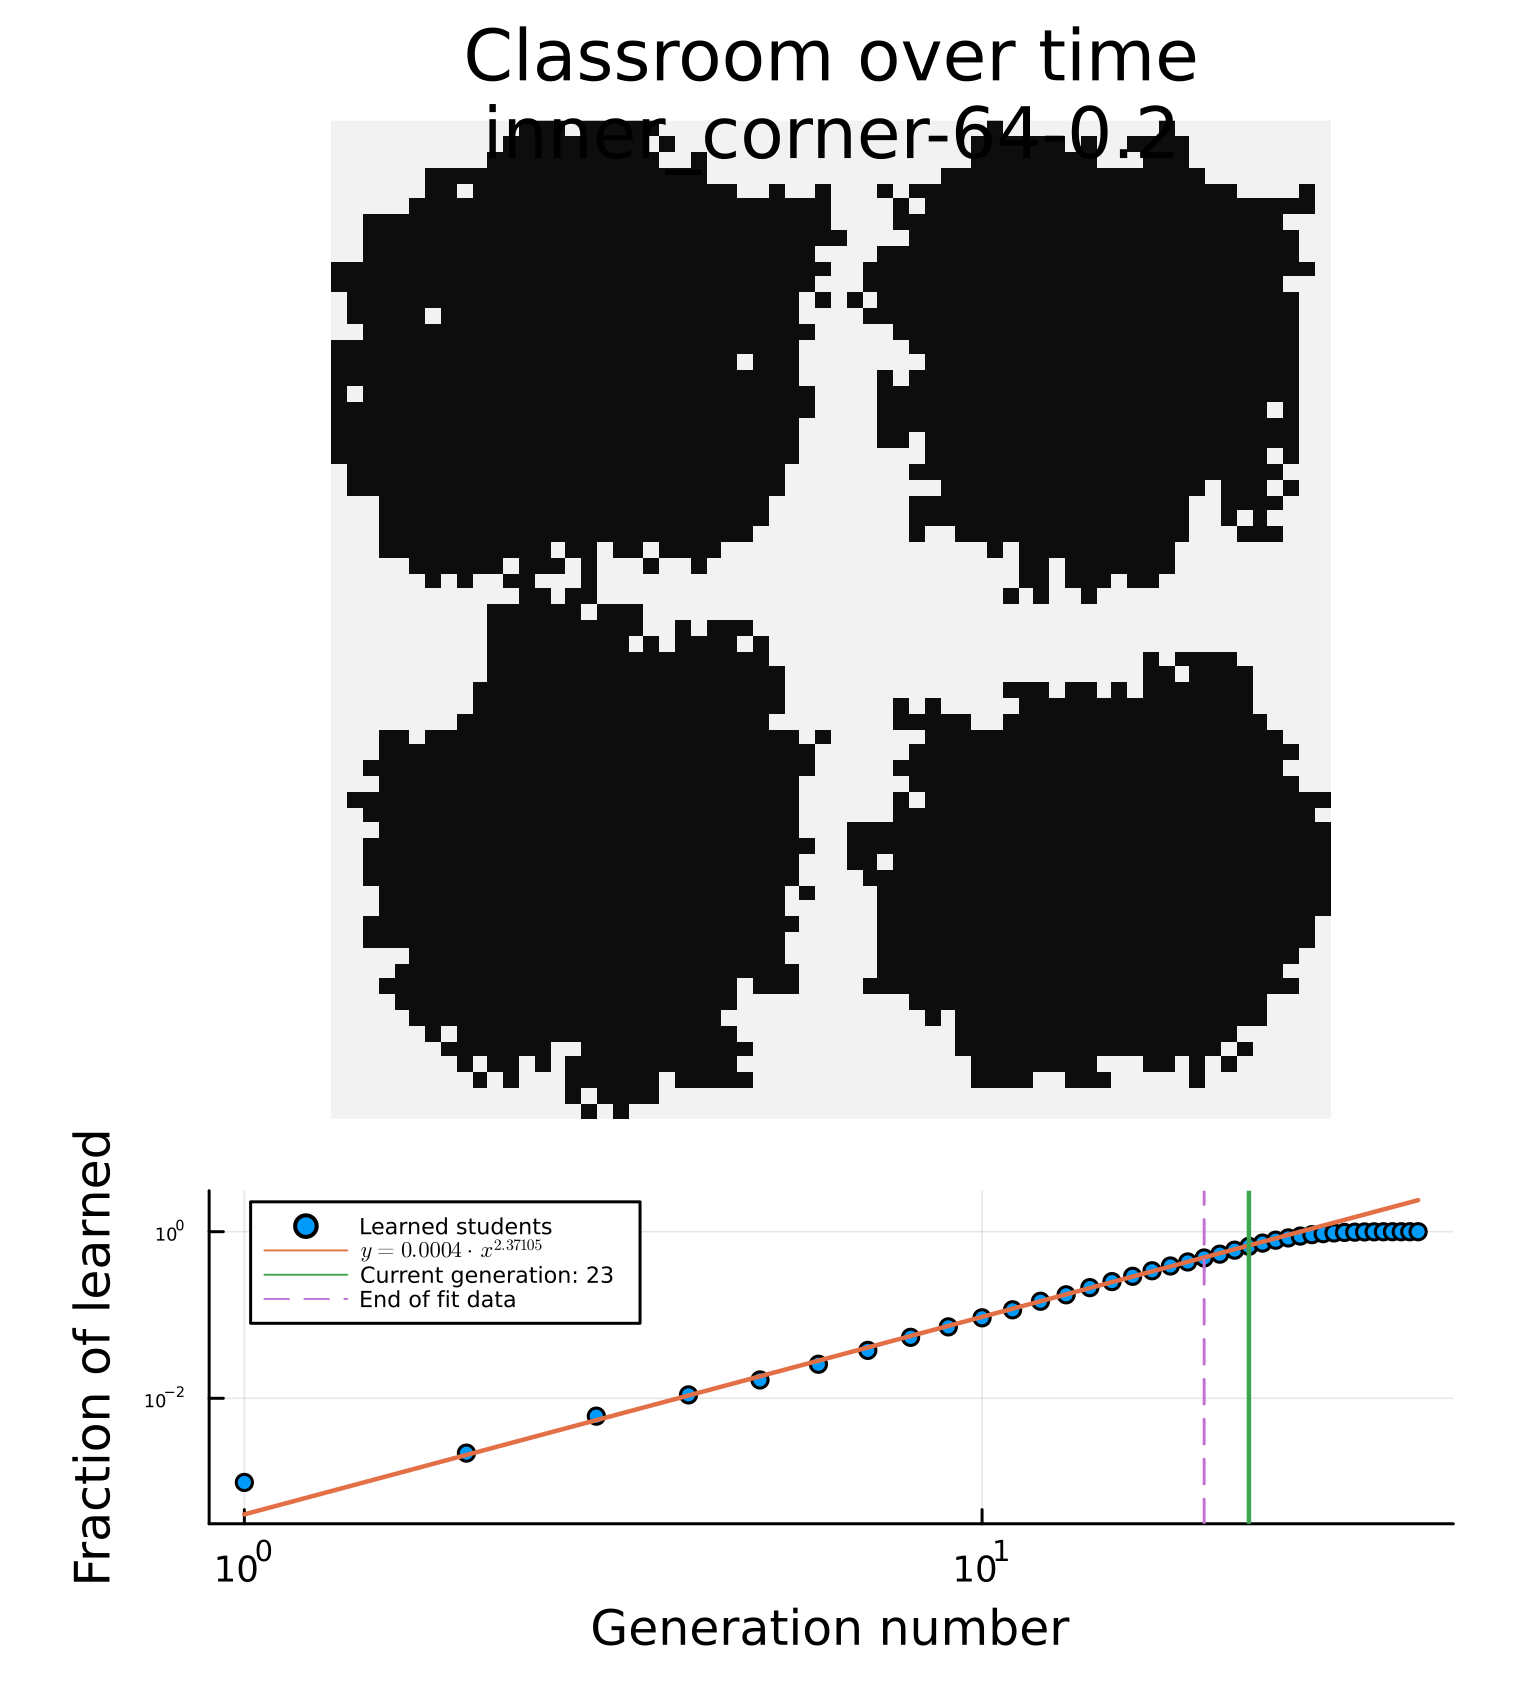 Classroom over time
inner_corner-64-0.2
Fraction of learned
10^0
10^-2
Learned students
y = 0.0004 · x^2.37105
Current generation: 23
End of fit data
10^0
10^1
Generation number